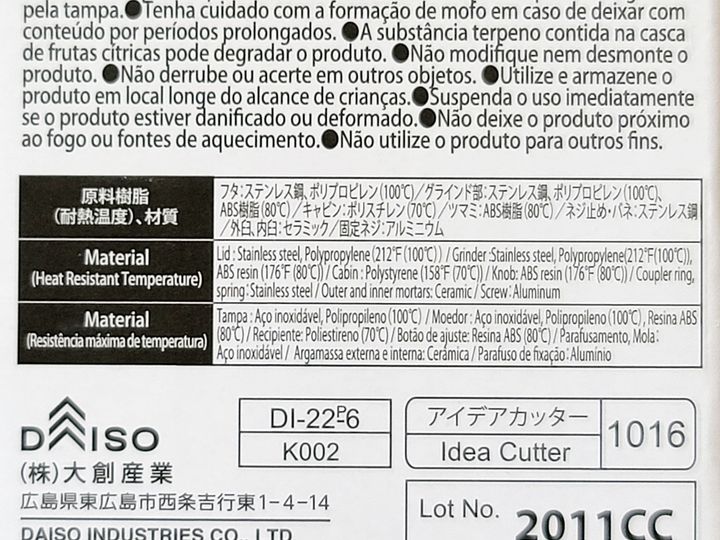 pela tampa.●Tenha cuidado com a formação de mofo em caso de deixar com
conteúdo por períodos prolongados. ●A substância terpeno contida na casca
de frutas cítricas pode degradar o produto. ●Não modifique nem desmonte o
produto. ●Não derrube ou acerte em outros objetos. ●Utilize e armazene o
produto em local longe do alcance de crianças.●Suspenda o uso imediatamente
se o produto estiver danificado ou deformado.●Não deixe o produto próximo
ao fogo ou fontes de aquecimento.●Não utilize o produto para outros fins.
原料樹脂
(耐熱温度)、材質
フタ:ステンレス鋼、ポリプロピレン(100℃)/グラインド部:ステンレス鋼、ポリプロピレン(100℃)、
ABS樹脂(80℃)/キャビン:ポリスチレン(70℃)/ツマミ:ABS樹脂(80℃)/ネジ止め・バネ:ステンレス鋼
/外臼、内臼:セラミック/固定ネジ:アルミニウム
Material
(Heat Resistant Temperature)
Lid : Stainless steel, Polypropylene (212℉ (100℃)) / Grinder :Stainless steel, Polypropylene(212℉(100℃)),
ABS resin (176℉ (80℃)) / Cabin : Polystyrene (158℉ (70℃)) / Knob: ABS resin (176℉ (80℃)) / Coupler ring,
spring : Stainless steel / Outer and inner mortars: Ceramic / Screw : Aluminum
Material
(Resistência máxima de temperatura)
Tampa : Aço inoxidável, Polipropileno (100℃) / Moedor : Aço inoxidável, Polipropileno (100℃) , Resina ABS
(80℃) / Recipiente: Poliestireno (70℃) / Botão de ajuste: Resina ABS (80℃) / Parafusamento, Mola:
Aço inoxidável / Argamassa externa e interna: Cerâmica / Parafuso de fixação: Alumínio
DAISO
(株)大創産業
広島県東広島市西条吉行東1-4-14
DAISO INDUSTRIES CO., LTD
DI-22P-6
K002
アイデアカッター
Idea Cutter
1016
Lot No.
2011CC